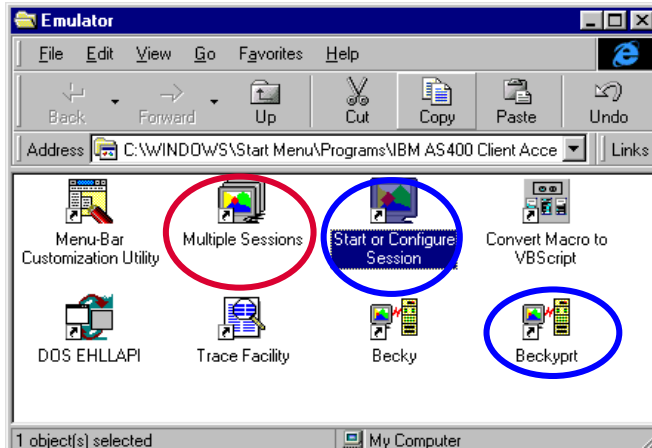 Emulator
File Edit View Go Favorites Help
Back Forward Up Cut Copy Paste Undo
Address C:\WINDOWS\Start Menu\Programs\IBM AS400 Client Acce Links
Menu-Bar Customization Utility
Multiple Sessions
Start or Configure Session
Convert Macro to VBScript
DOS EHLLAPI
Trace Facility
Becky
Beckyprt
1 object(s) selected My Computer